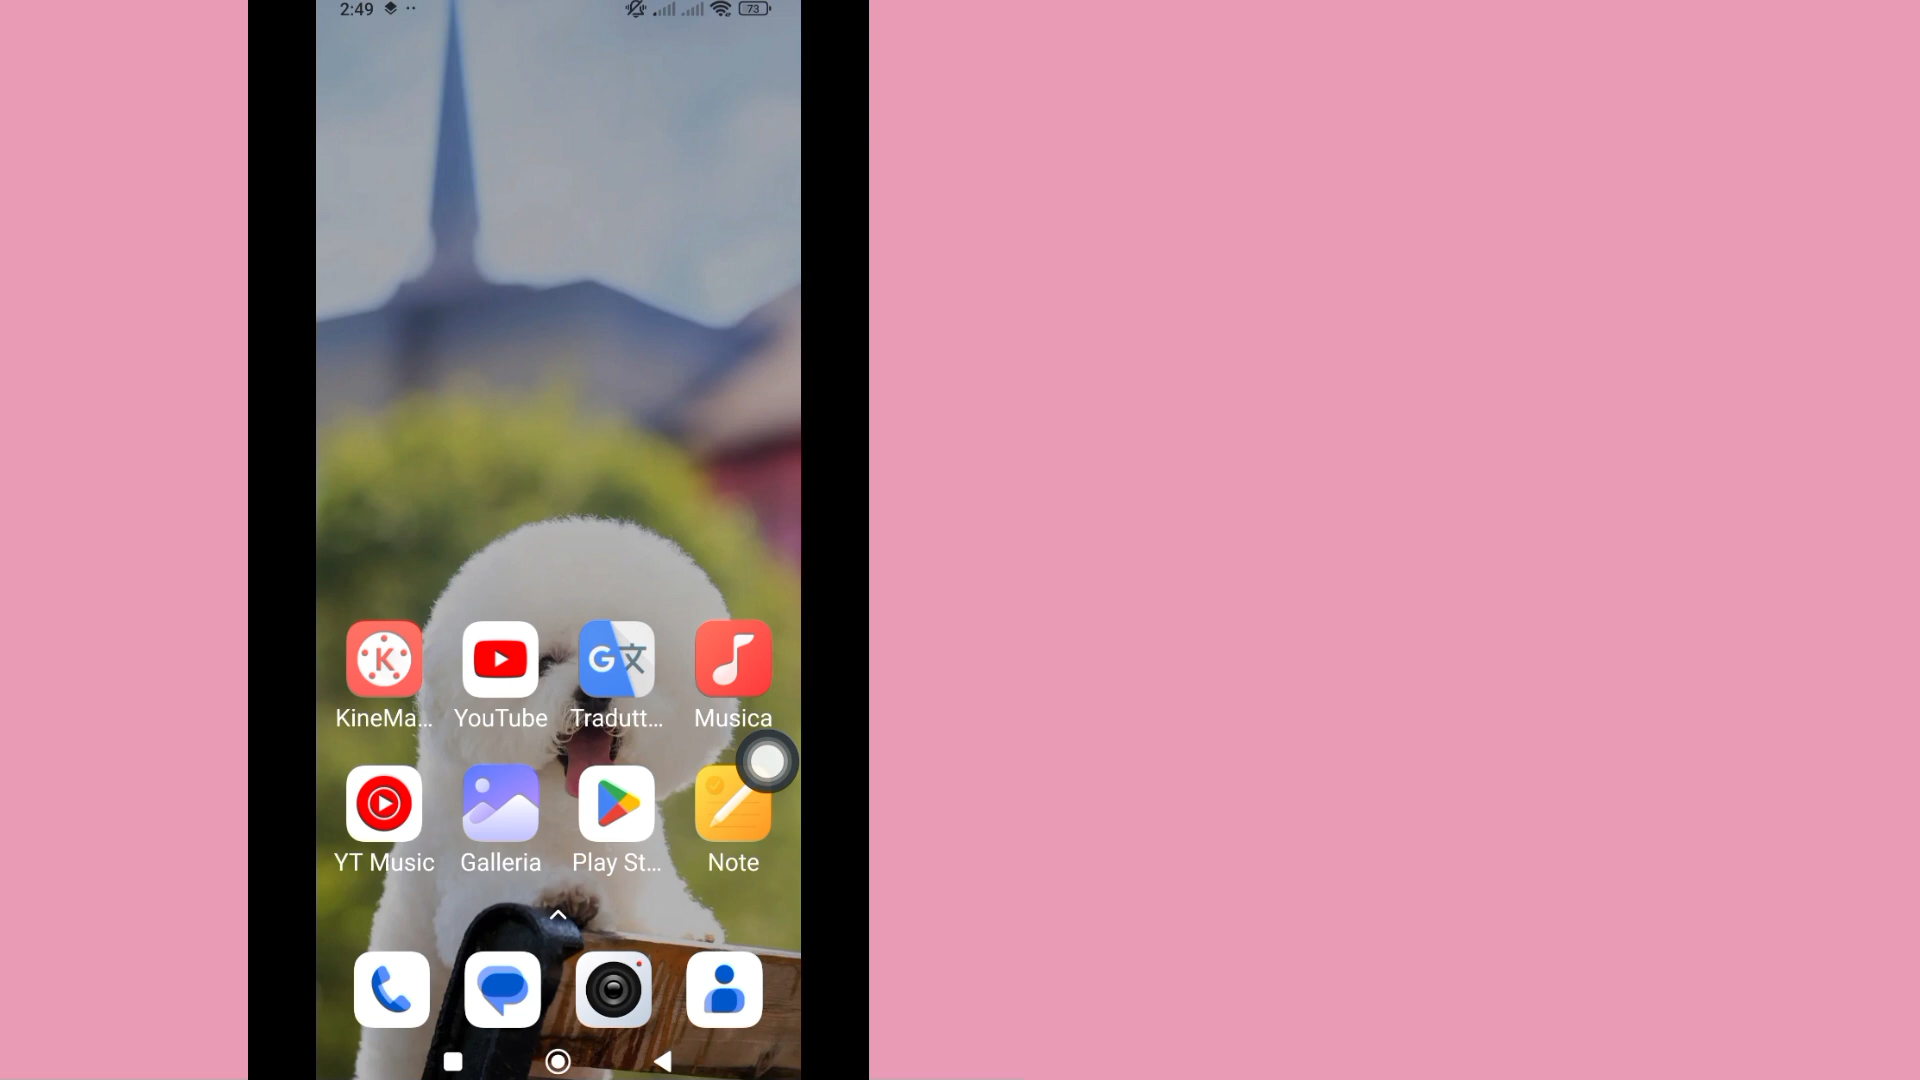 2:49
73
KineMa...
YouTube
Tradutt...
Musica
YT Music
Galleria
Play St...
Note